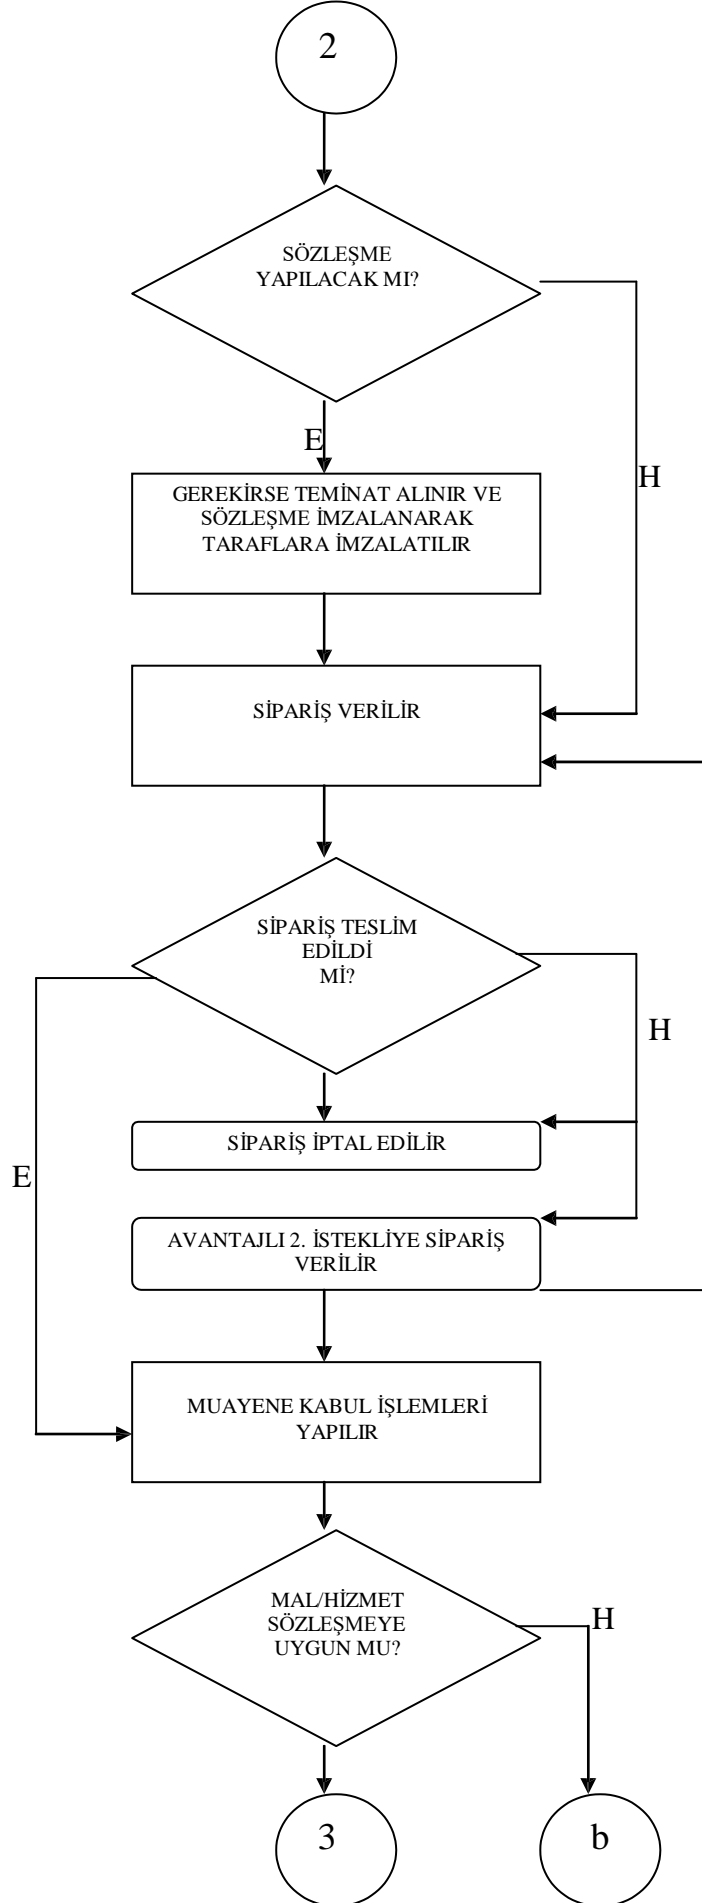 2
SÖZLEŞME
YAPILACAK MI?
E
H
GEREKİRSE TEMİNAT ALINIR VE
SÖZLEŞME İMZALANARAK
TARAFLARA İMZALATILIR
SİPARİŞ VERİLİR
SİPARİŞ TESLİM
EDİLDİ
Mİ?
H
SİPARİŞ İPTAL EDİLİR
E
AVANTAJLI 2. İSTEKLİYE SİPARİŞ
VERİLİR
MUAYENE KABUL İŞLEMLERİ
YAPILIR
MAL/HİZMET
SÖZLEŞMEYE
UYGUN MU?
H
3
b